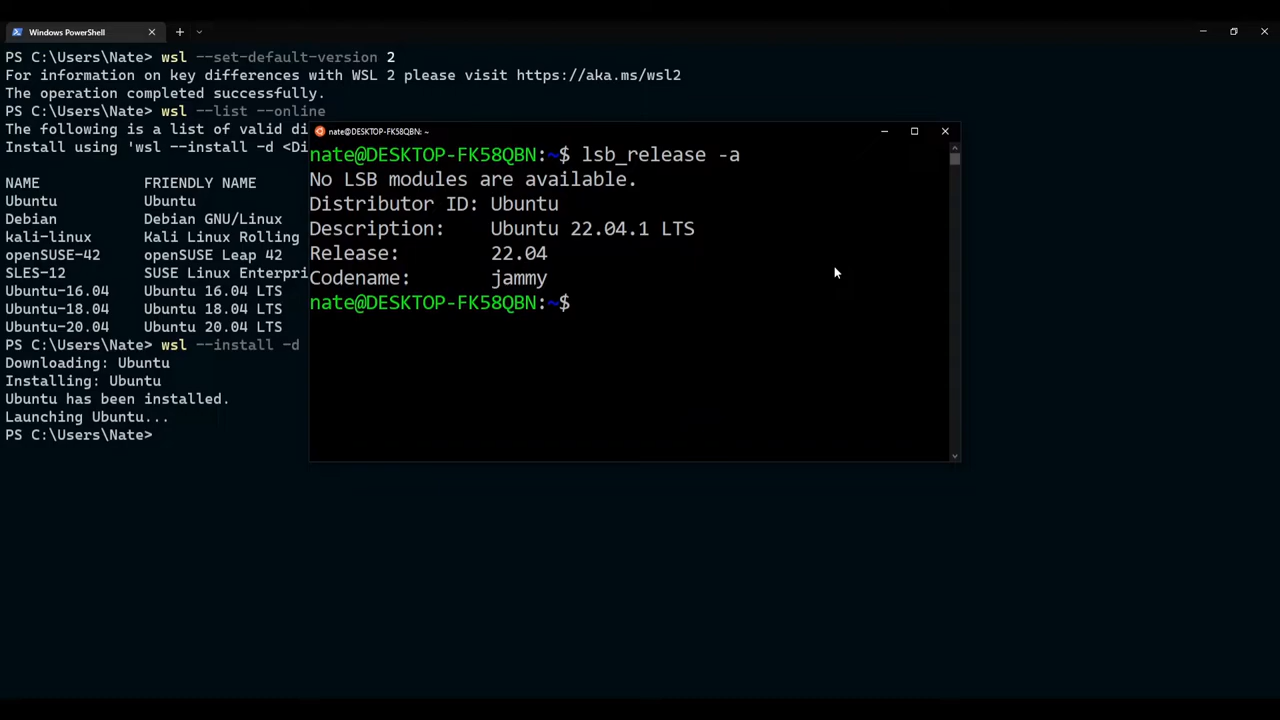 Windows PowerShell
PS C:\Users\Nate> wsl --set-default-version 2
For information on key differences with WSL 2 please visit https://aka.ms/wsl2
The operation completed successfully.
PS C:\Users\Nate> wsl --list --online
The following is a list of valid di
Install using 'wsl --install -d <Di
NAME FRIENDLY NAME
Ubuntu Ubuntu
Debian Debian GNU/Linux
kali-linux Kali Linux Rolling
openSUSE-42 openSUSE Leap 42
SLES-12 SUSE Linux Enterpri
Ubuntu-16.04 Ubuntu 16.04 LTS
Ubuntu-18.04 Ubuntu 18.04 LTS
Ubuntu-20.04 Ubuntu 20.04 LTS
PS C:\Users\Nate> wsl --install -d
Downloading: Ubuntu
Installing: Ubuntu
Ubuntu has been installed.
Launching Ubuntu...
PS C:\Users\Nate>
nate@DESKTOP-FK58QBN: ~
nate@DESKTOP-FK58QBN:~$ lsb_release -a
No LSB modules are available.
Distributor ID: Ubuntu
Description: Ubuntu 22.04.1 LTS
Release: 22.04
Codename: jammy
nate@DESKTOP-FK58QBN:~$